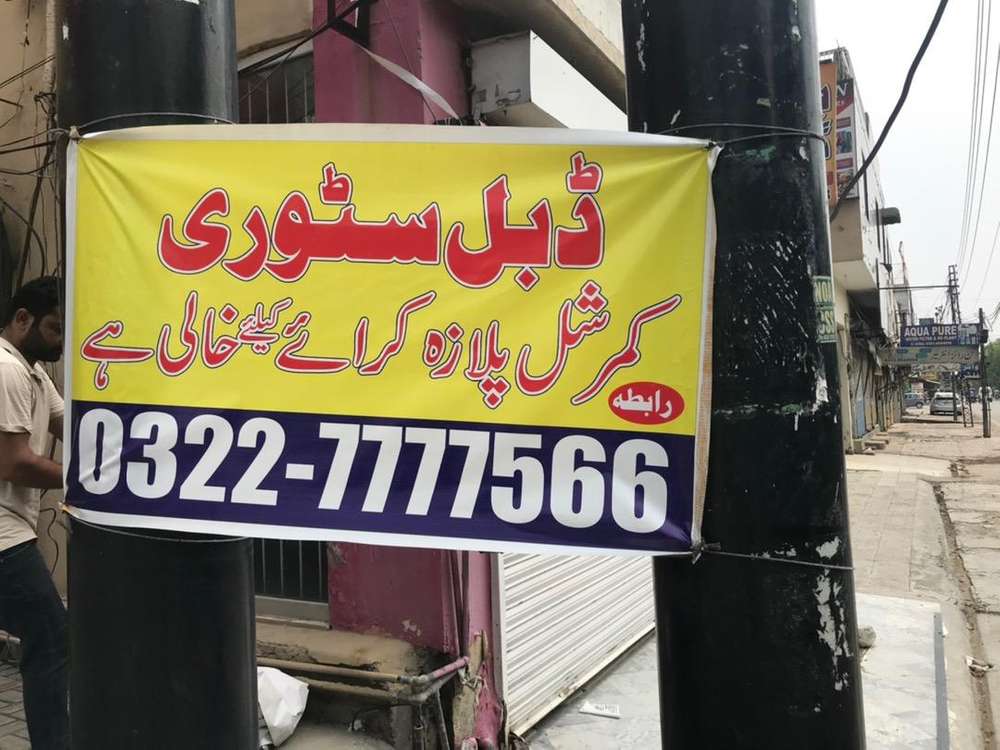 ڈبل سٹوری
کمرشل پلازہ کرائے کیلئے خالی ہے
رابطہ
0322-7777566
AQUA PURE